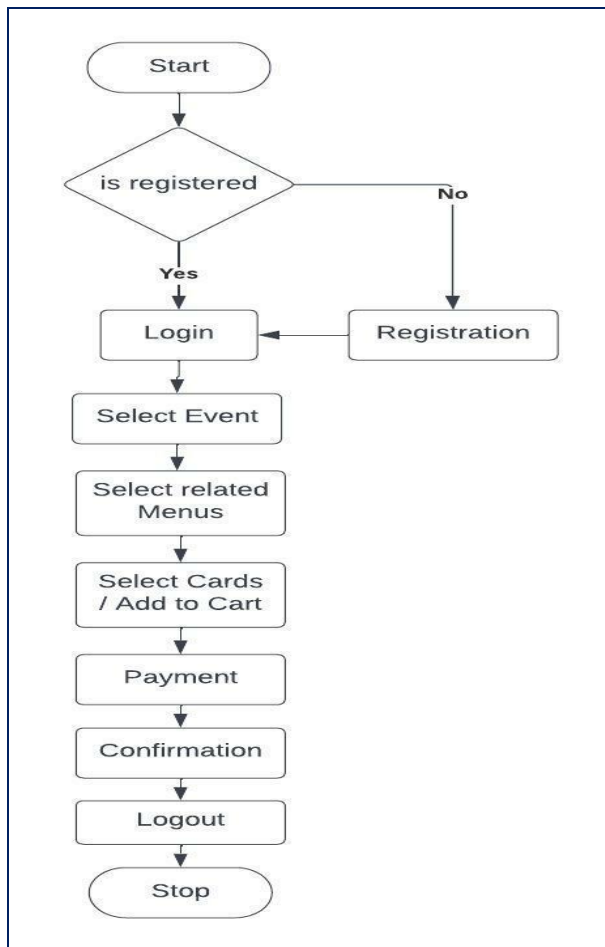 Start
is registered
No
Yes
Login
Registration
Select Event
Select related
Menus
Select Cards
/ Add to Cart
Payment
Confirmation
Logout
Stop